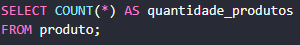 SELECT COUNT(*) AS quantidade_produtos
FROM produto;